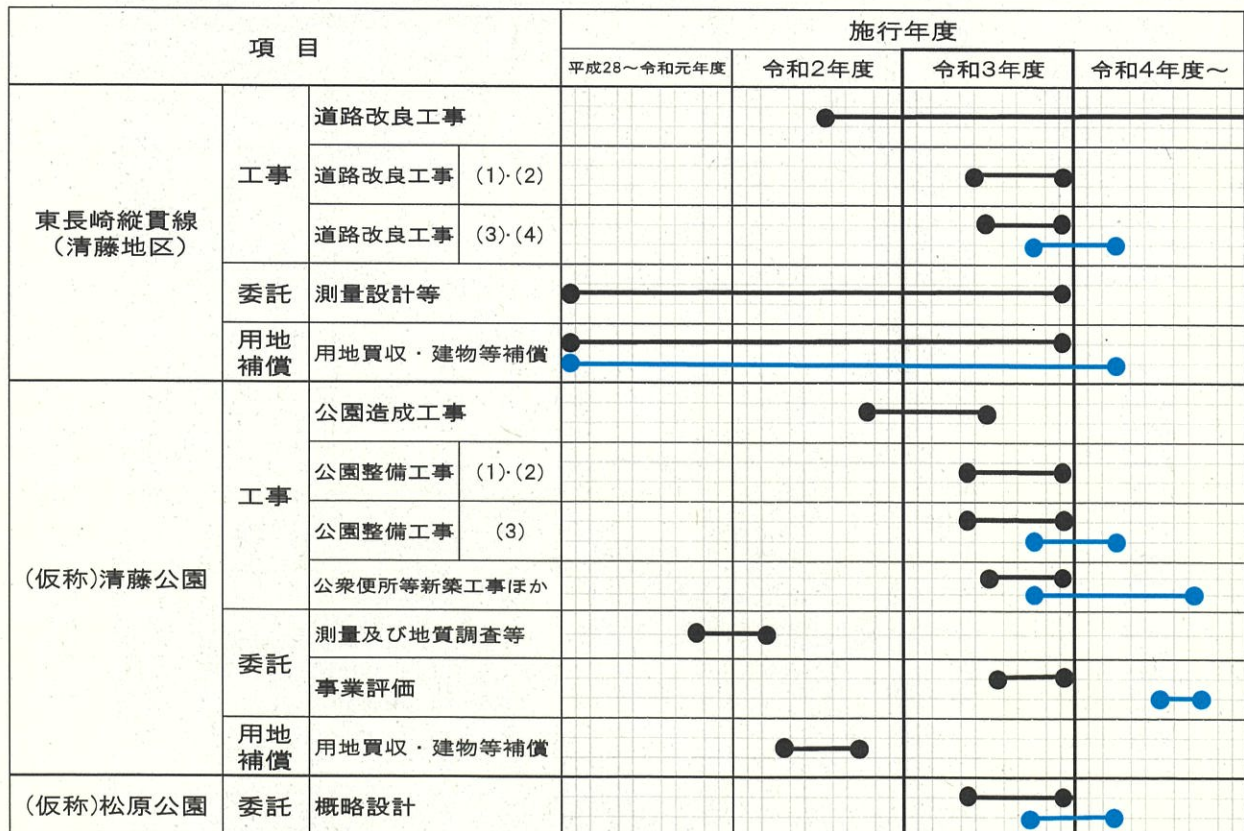 項 目
施行年度
平成28～令和元年度
令和2年度
令和3年度
令和4年度～
東長崎縦貫線
(清藤地区)
工事
道路改良工事
道路改良工事 (1)・(2)
道路改良工事 (3)・(4)
委託 測量設計等
用地
補償
用地買収・建物等補償
(仮称)清藤公園
工事
公園造成工事
公園整備工事 (1)・(2)
公園整備工事 (3)
公衆便所等新築工事ほか
委託
測量及び地質調査等
事業評価
用地
補償
用地買収・建物等補償
(仮称)松原公園 委託 概略設計